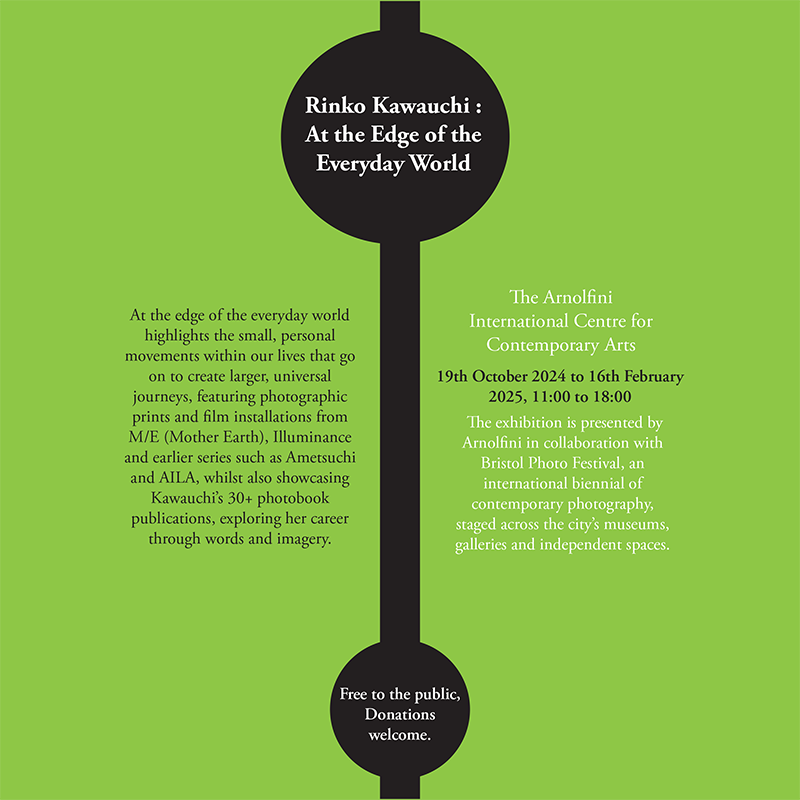 Rinko Kawauchi :
At the Edge of the
Everyday World
At the edge of the everyday world
highlights the small, personal
movements within our lives that go
on to create larger, universal
journeys, featuring photographic
prints and film installations from
M/E (Mother Earth), Illuminance
and earlier series such as Ametsuchi
and AILA, whilst also showcasing
Kawauchi’s 30+ photobook
publications, exploring her career
through words and imagery.
The Arnolfini
International Centre for
Contemporary Arts
19th October 2024 to 16th February
2025, 11:00 to 18:00
The exhibition is presented by
Arnolfini in collaboration with
Bristol Photo Festival, an
international biennial of
contemporary photography,
staged across the city’s museums,
galleries and independent spaces.
Free to the public,
Donations
welcome.